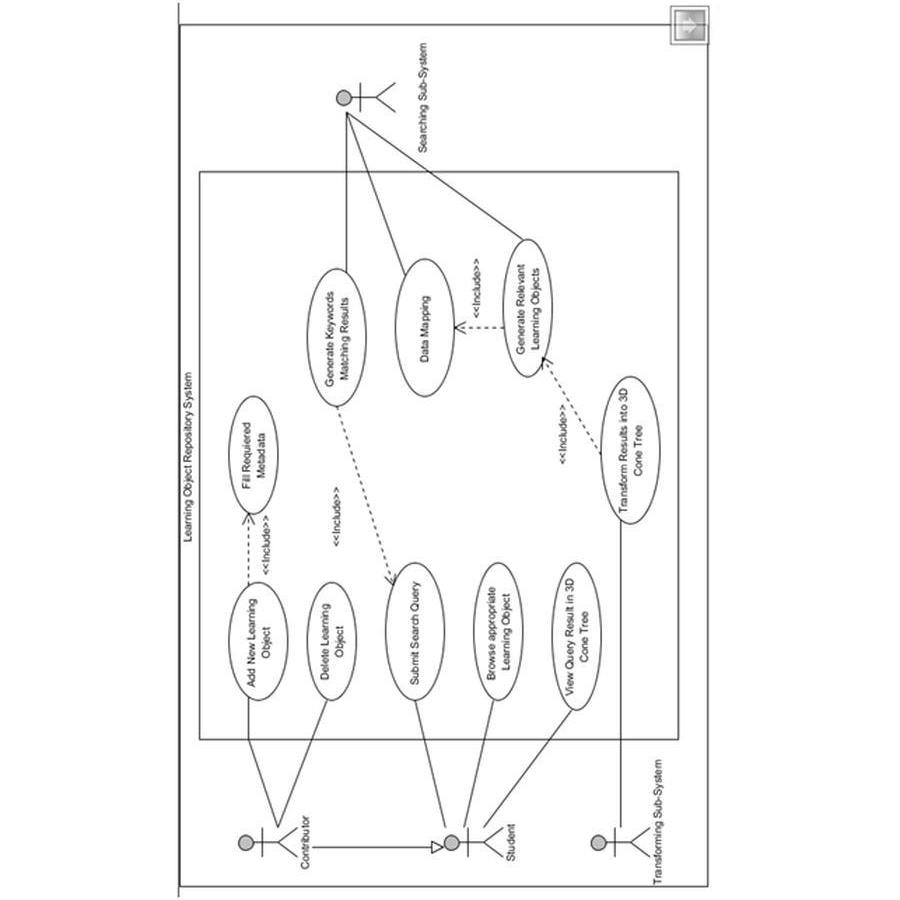 Learning Object Repository System
Add New Learning
Object
<<Include>>
Fill Requiered
Metadata
Delete Learning
Object
<<Include>>
Generate Keywords
Matching Results
Searching Sub-System
Contributor
Submit Search Query
Data Mapping
<<Include>>
Browse appropriate
Learning Object
Generate Relevant
Learning Objects
Student
View Query Result in 3D
Cone Tree
<<Include>>
Transform Results into 3D
Cone Tree
Transforming Sub-System